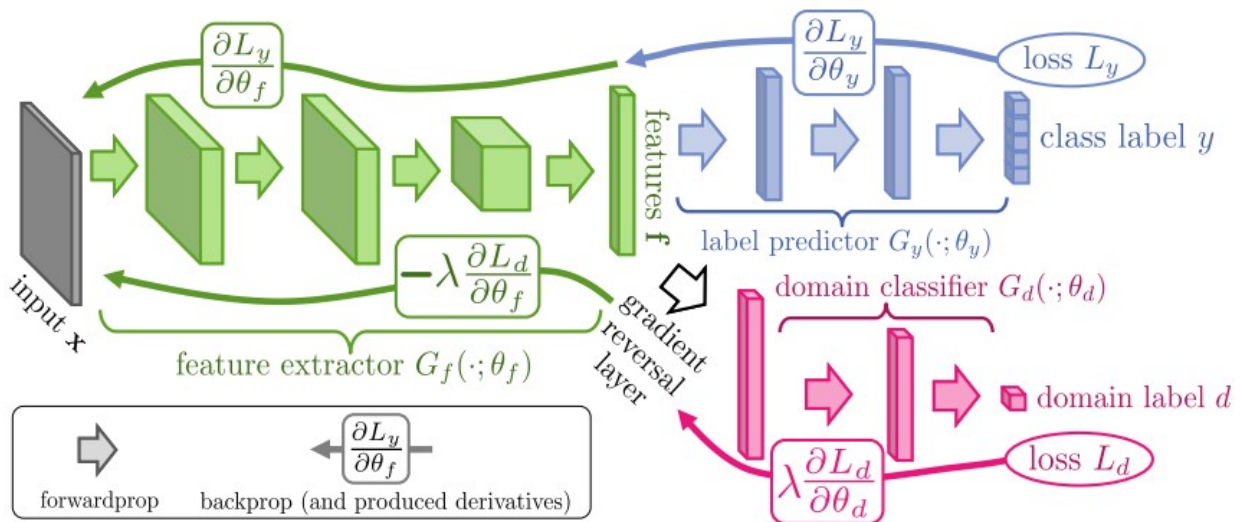 ∂L_y/∂θ_f
∂L_y/∂θ_y
loss L_y
features f
class label y
label predictor G_y(·;θ_y)
input x
−λ ∂L_d/∂θ_f
feature extractor G_f(·;θ_f)
gradient
reversal
layer
domain classifier G_d(·;θ_d)
domain label d
λ ∂L_d/∂θ_d
loss L_d
∂L_y/∂θ_f
forwardprop
backprop (and produced derivatives)